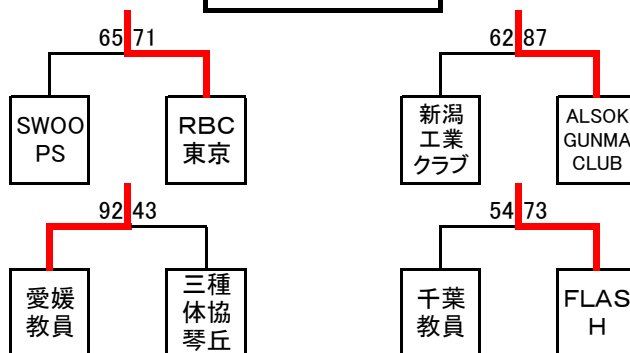 65 71
62 87
SWOO
PS
RBC
東京
新潟
工業
クラブ
ALSOK
GUNMA
CLUB
92 43
54 73
愛媛
教員
三種
体協
琴丘
千葉
教員
FLAS
H